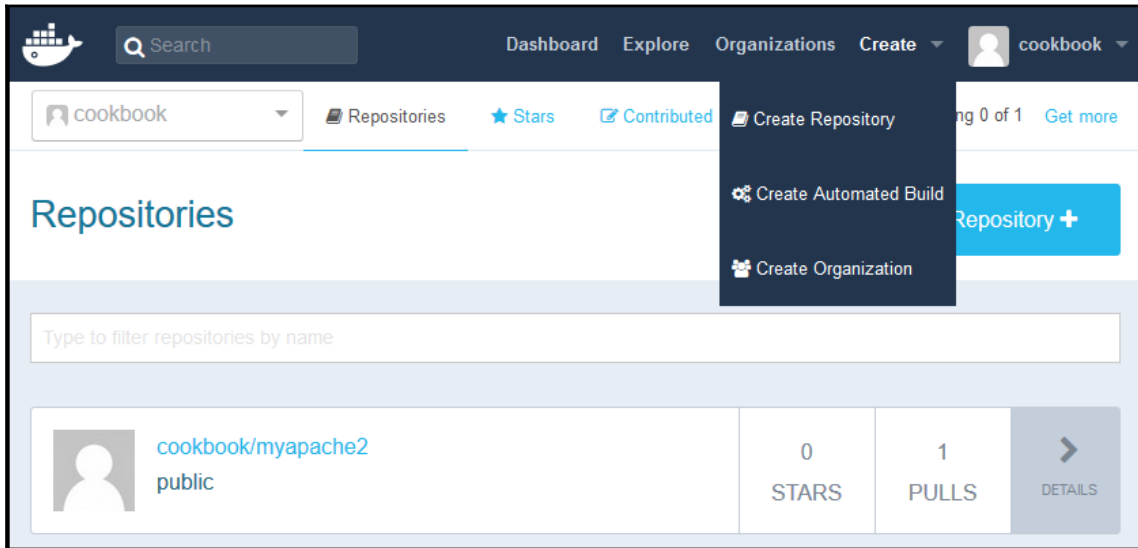 Search
Dashboard Explore Organizations Create cookbook
cookbook Repositories Stars Contributed ng 0 of 1 Get more
Create Repository
Create Automated Build
Create Organization
Repositories
Repository +
Type to filter repositories by name
cookbook/myapache2
public
0
STARS
1
PULLS
DETAILS